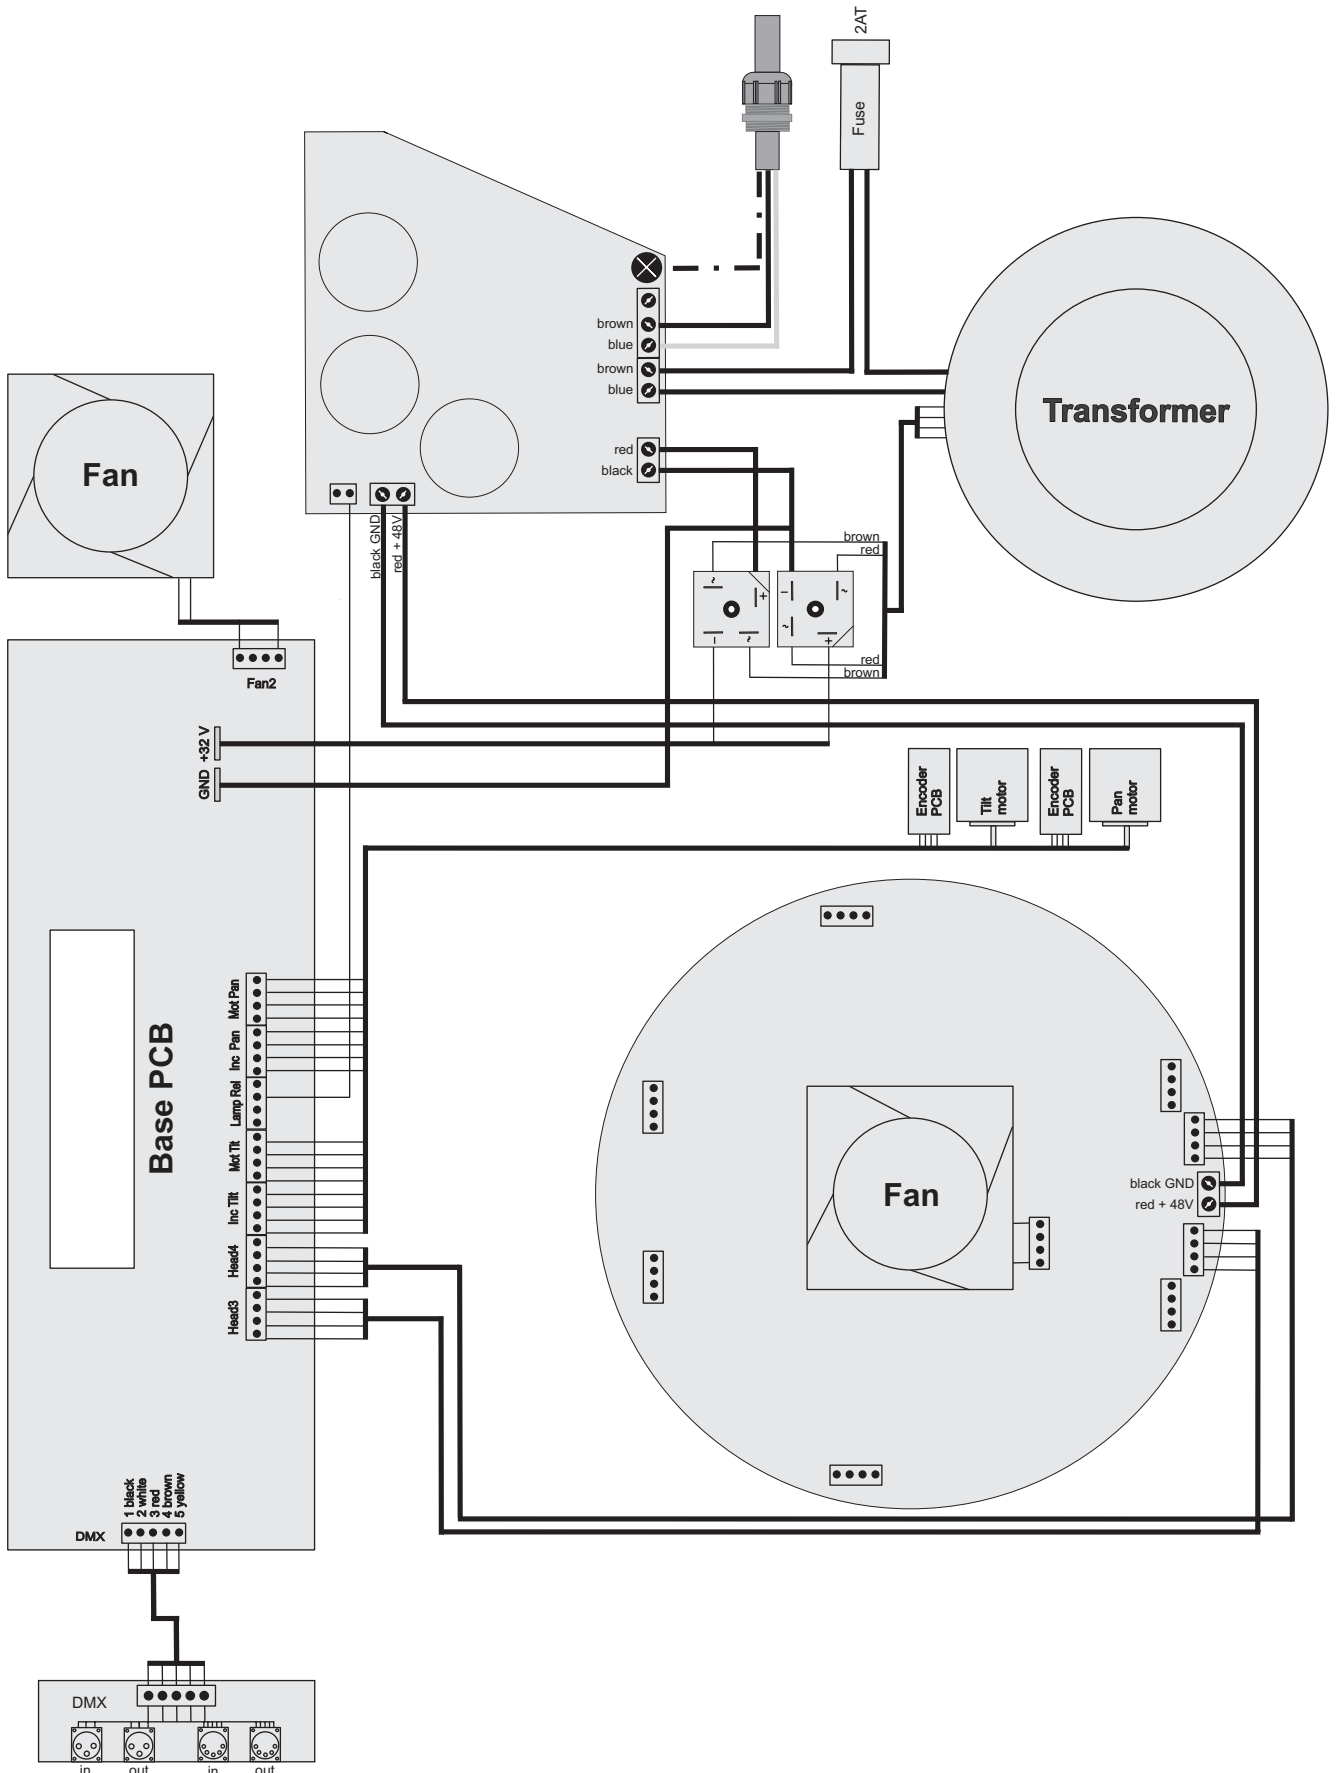 2AT
Fuse
brown
blue
brown
blue
Transformer
Fan
red
black
black GND
red + 48V
brown
red
~
+
−
~
−
~
~
+
red
brown
Fan2
+32 V
GND
Encoder
PCB
Tilt
motor
Encoder
PCB
Pan
motor
Base PCB
Mot Pan
Inc Pan
Lamp Rel
Mot Tlt
Inc Tilt
Head4
Head3
Fan
black GND
red + 48V
1 black
2 white
3 red
4 brown
5 yellow
DMX
DMX
in
out
in
out